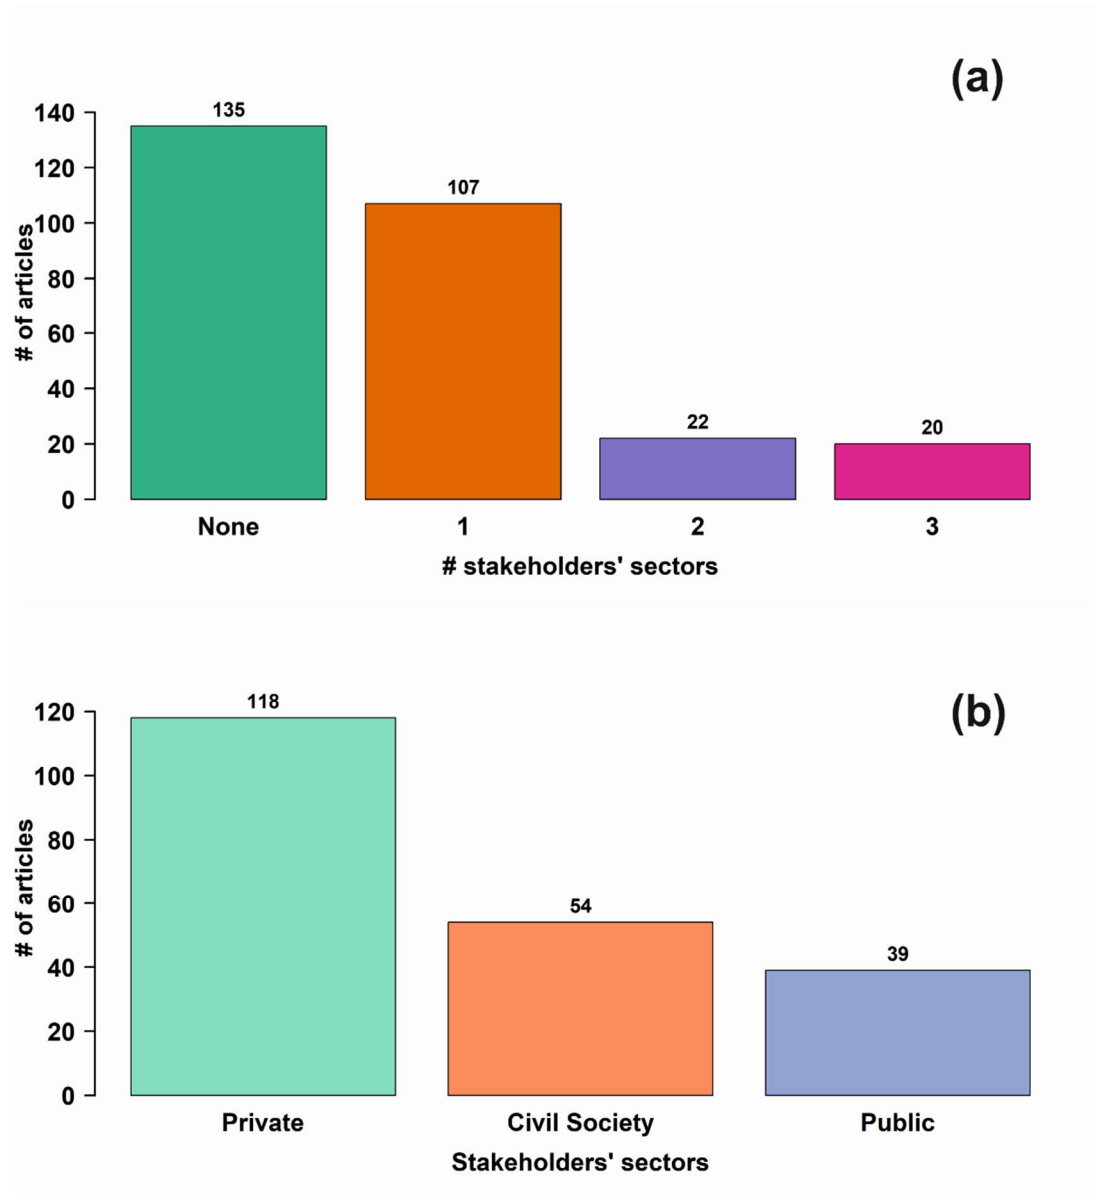 (a)
# of articles
140
120
100
80
60
40
20
0
135
107
22
20
None 1 2 3
# stakeholders' sectors
(b)
# of articles
120
100
80
60
40
20
0
118
54
39
Private Civil Society Public
Stakeholders' sectors